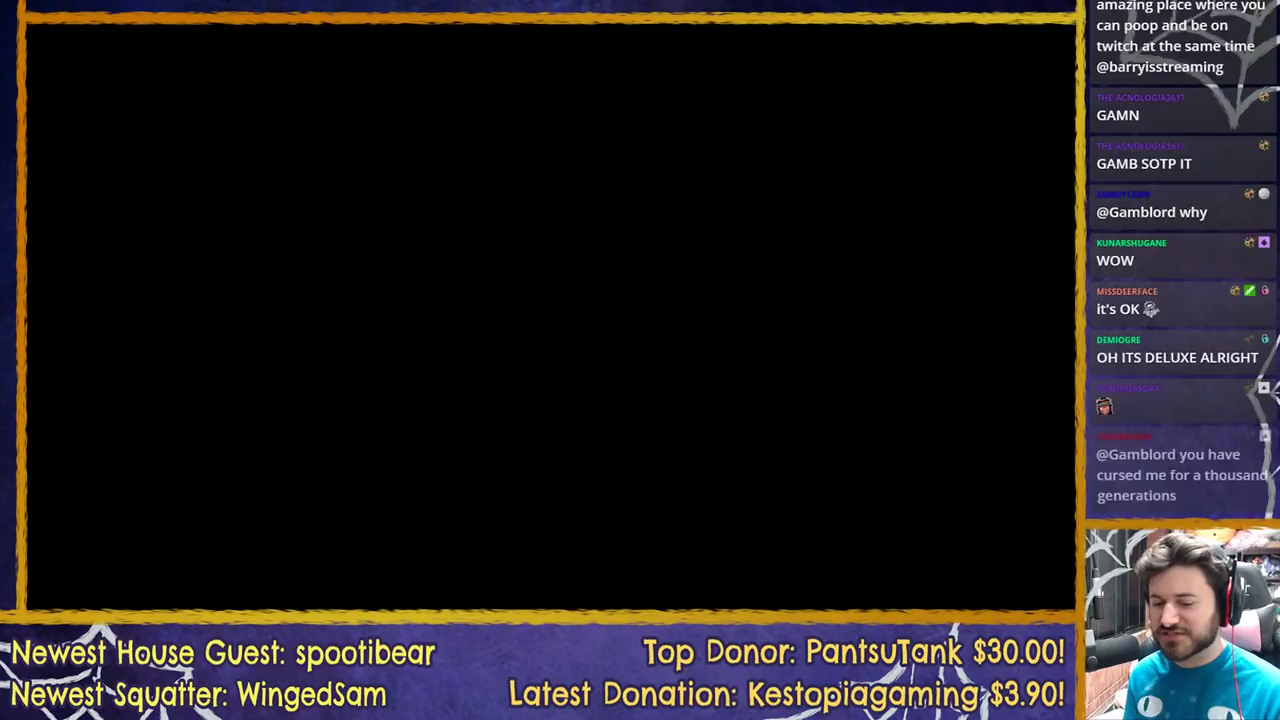 amazing place where you
can poop and be on
twitch at the same time
@barryisstreaming
THE_ACNOLOGIA3617
GAMN
THE_ACNOLOGIA3617
GAMB SOTP IT
@Gamblord why
KUNARSHUGANE
WOW
MISSDEERFACE
it's OK
DEMIOGRE
OH ITS DELUXE ALRIGHT
@Gamblord you have
cursed me for a thousand
generations
Newest House Guest: spootibear
Newest Squatter: WingedSam
Top Donor: PantsuTank $30.00!
Latest Donation: Kestopiagaming $3.90!